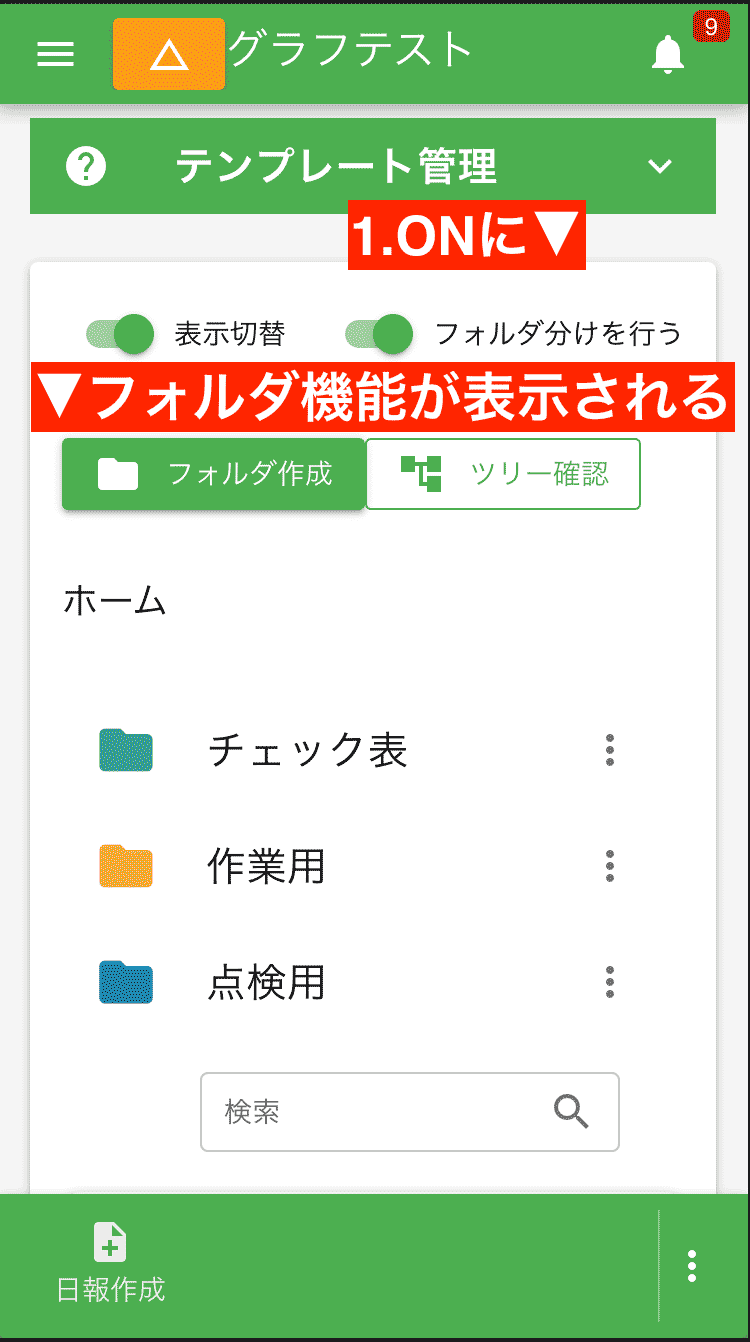 グラフテスト
9
テンプレート管理
1.ONに▼
表示切替 フォルダ分けを行う
▼フォルダ機能が表示される
フォルダ作成 ツリー確認
ホーム
チェック表
作業用
点検用
検索
日報作成